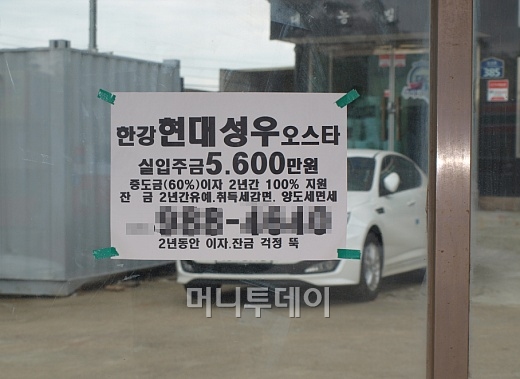 한강현대성우오스타
실입주금5.600만원
중도금(60%)이자 2년간 100% 지원
잔 금 2년간유예.취득세감면. 양도세면세
2년동안 이자.잔금 걱정 뚝
머니투데이
385